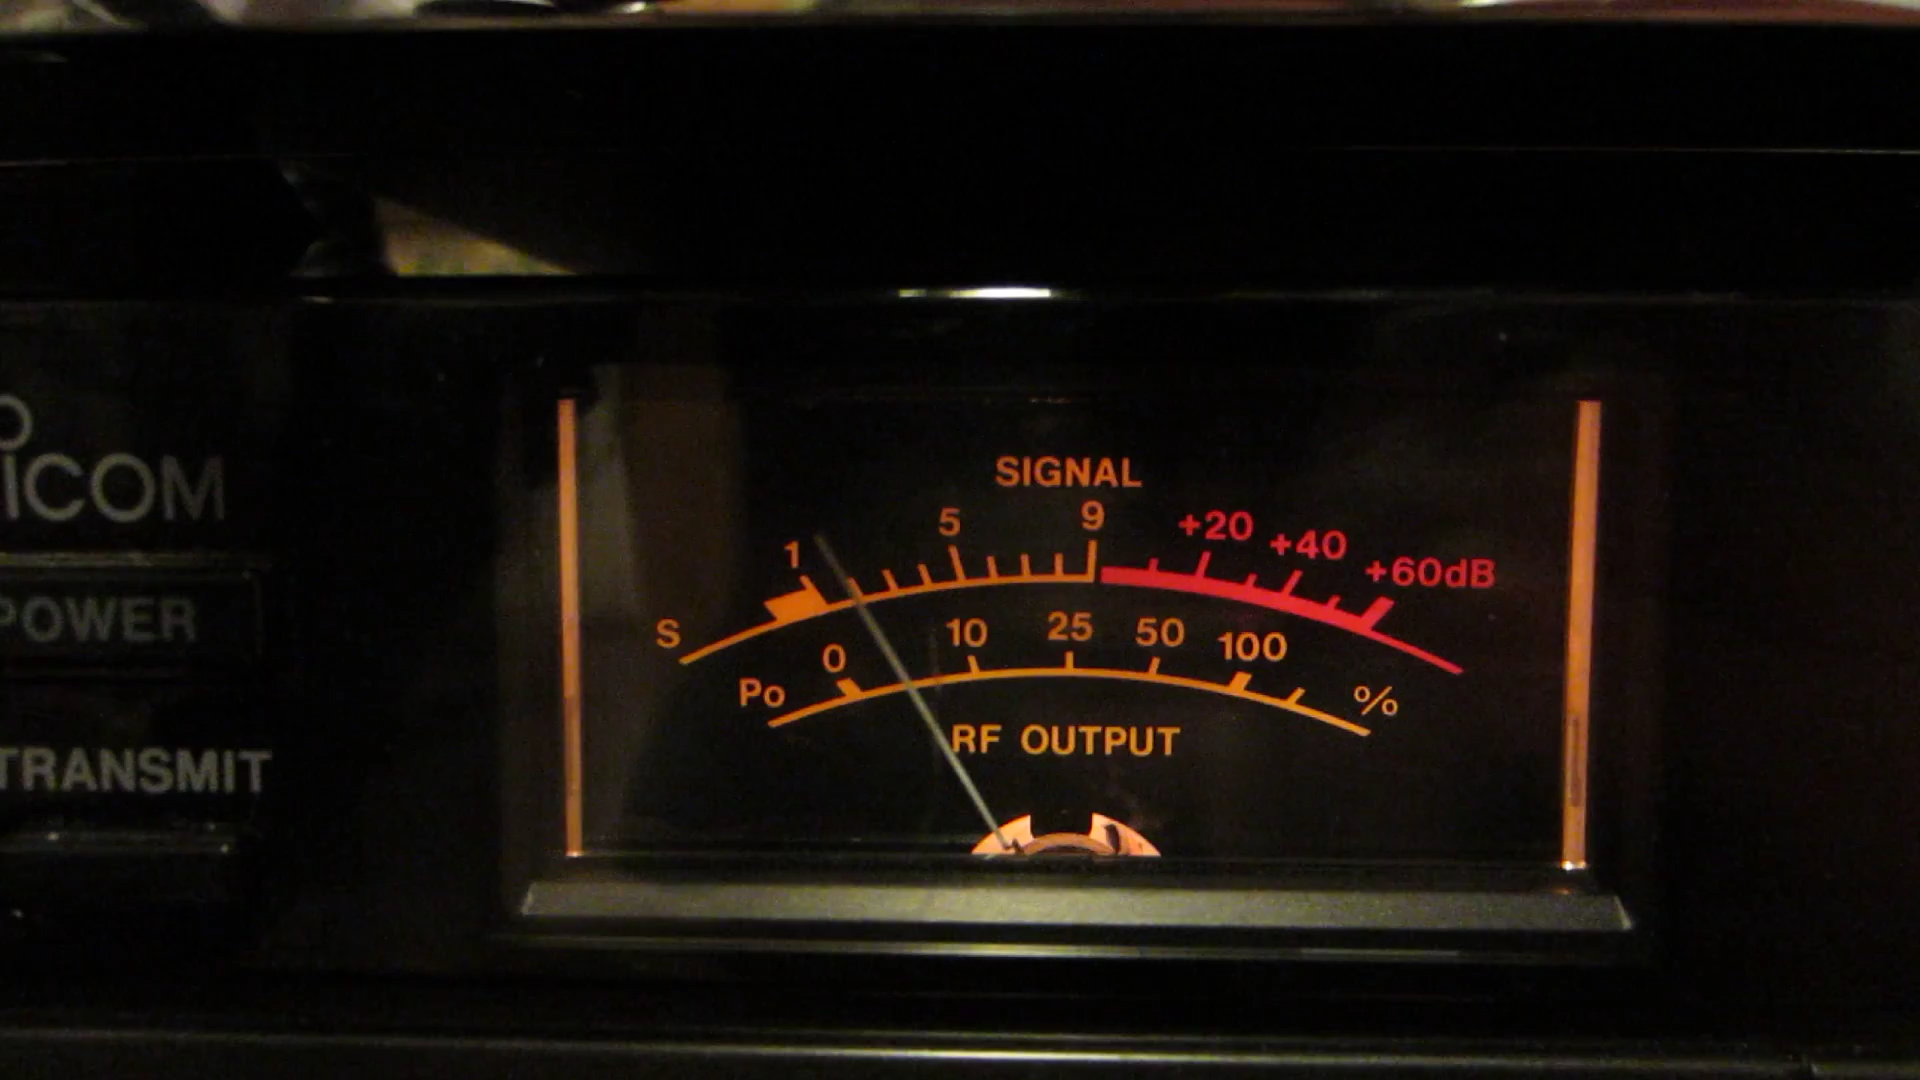 ICOM
POWER
TRANSMIT
SIGNAL
1 5 9 +20 +40 +60dB
S
0 10 25 50 100
Po %
RF OUTPUT